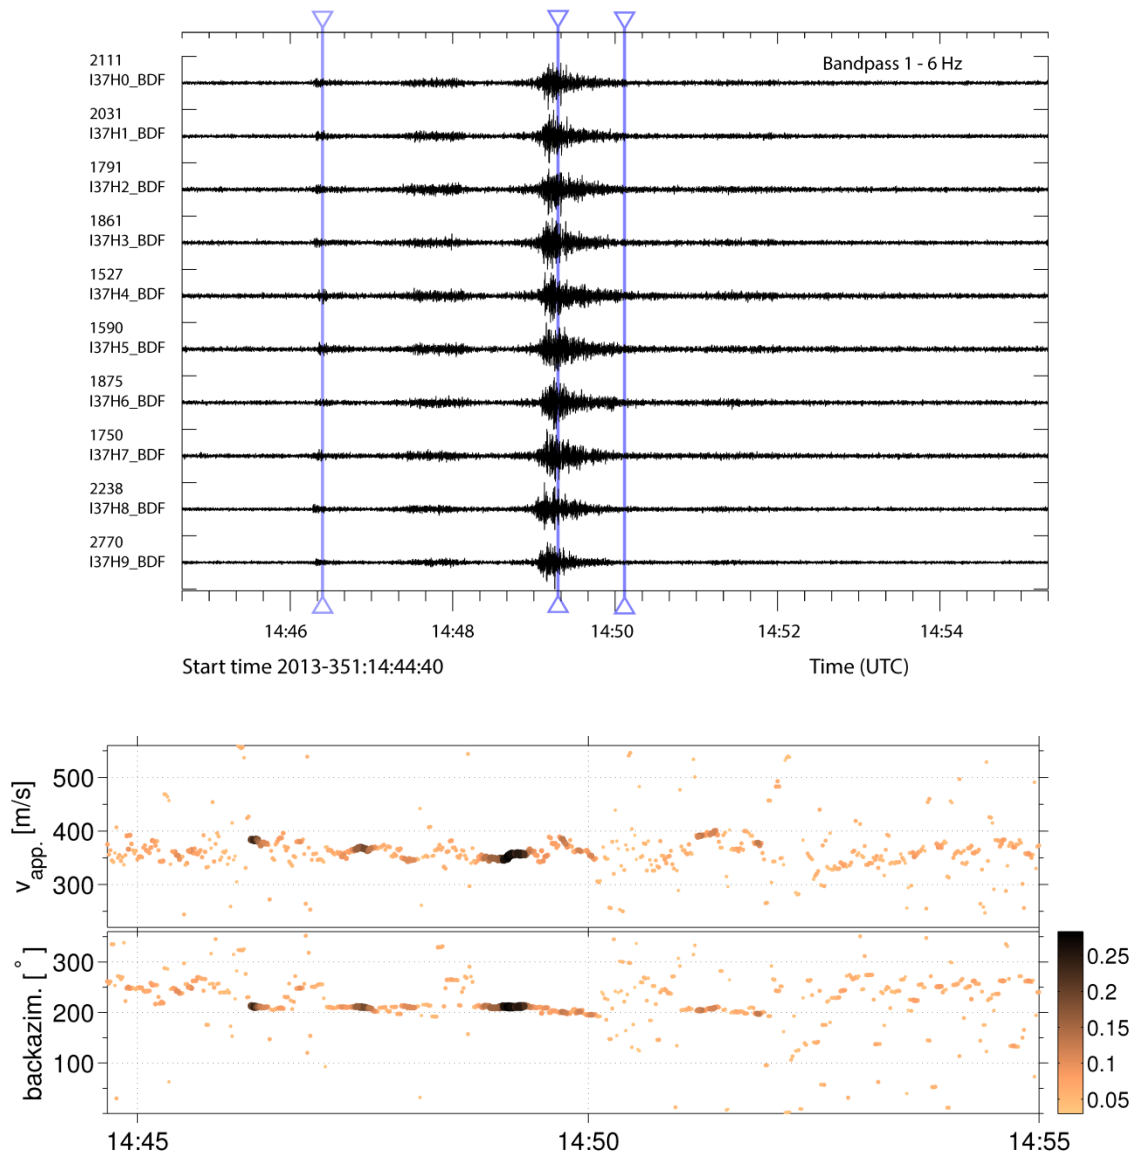 2111
I37H0_BDF
Bandpass 1 - 6 Hz
2031
I37H1_BDF
1791
I37H2_BDF
1861
I37H3_BDF
1527
I37H4_BDF
1590
I37H5_BDF
1875
I37H6_BDF
1750
I37H7_BDF
2238
I37H8_BDF
2770
I37H9_BDF
14:46 14:48 14:50 14:52 14:54
Start time 2013-351:14:44:40 Time (UTC)
v app. [m/s]
500
400
300
backazim. [ ° ]
300
200
100
0.25
0.2
0.15
0.1
0.05
14:45 14:50 14:55